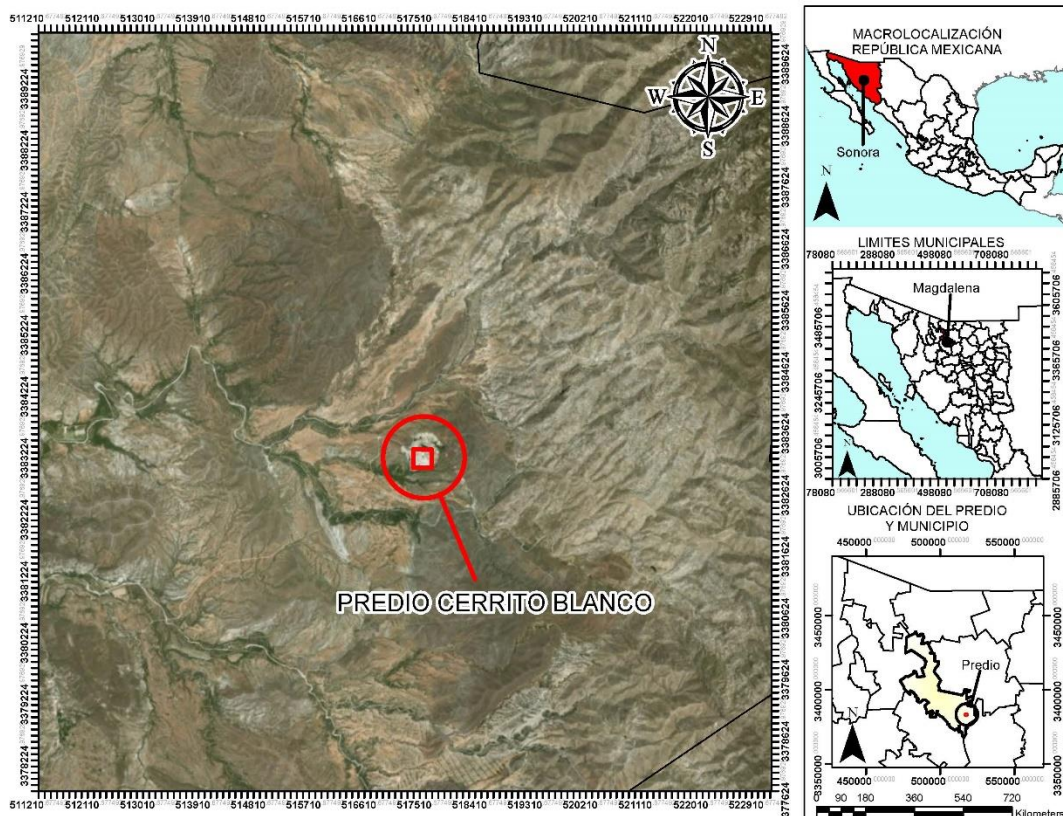 511210 512110 513010 513910 514810 515710 516610 517510 518410 519310 520210 521110 522010 522910
3389224
3388224
3387224
3386224
3385224
3384224
3383224
3382224
3381224
3380224
3379224
3378224
N
W E
S
PREDIO CERRITO BLANCO
3389624
3388624
3387624
3386624
3385624
3384624
3383624
3382624
3381624
3380624
3379624
3378624
377624
511210 512110 513010 513910 514810 515710 516610 517510 518410 519310 520210 521110 522010 522910
MACROLOCALIZACIÓN
REPÚBLICA MEXICANA
Sonora
N
LIMITES MUNICIPALES
78080 288080 498080 708080
Magdalena
3485706
3245706
3005706
3605706
3365706
3125706
2885706
N
78080 288080 498080 708080
UBICACIÓN DEL PREDIO
Y MUNICIPIO
450000 500000 550000
Predio
3450000
3400000
3350000
3450000
3400000
3350000
N
450000 500000 550000
0 90 180 360 540 720
Kilometers